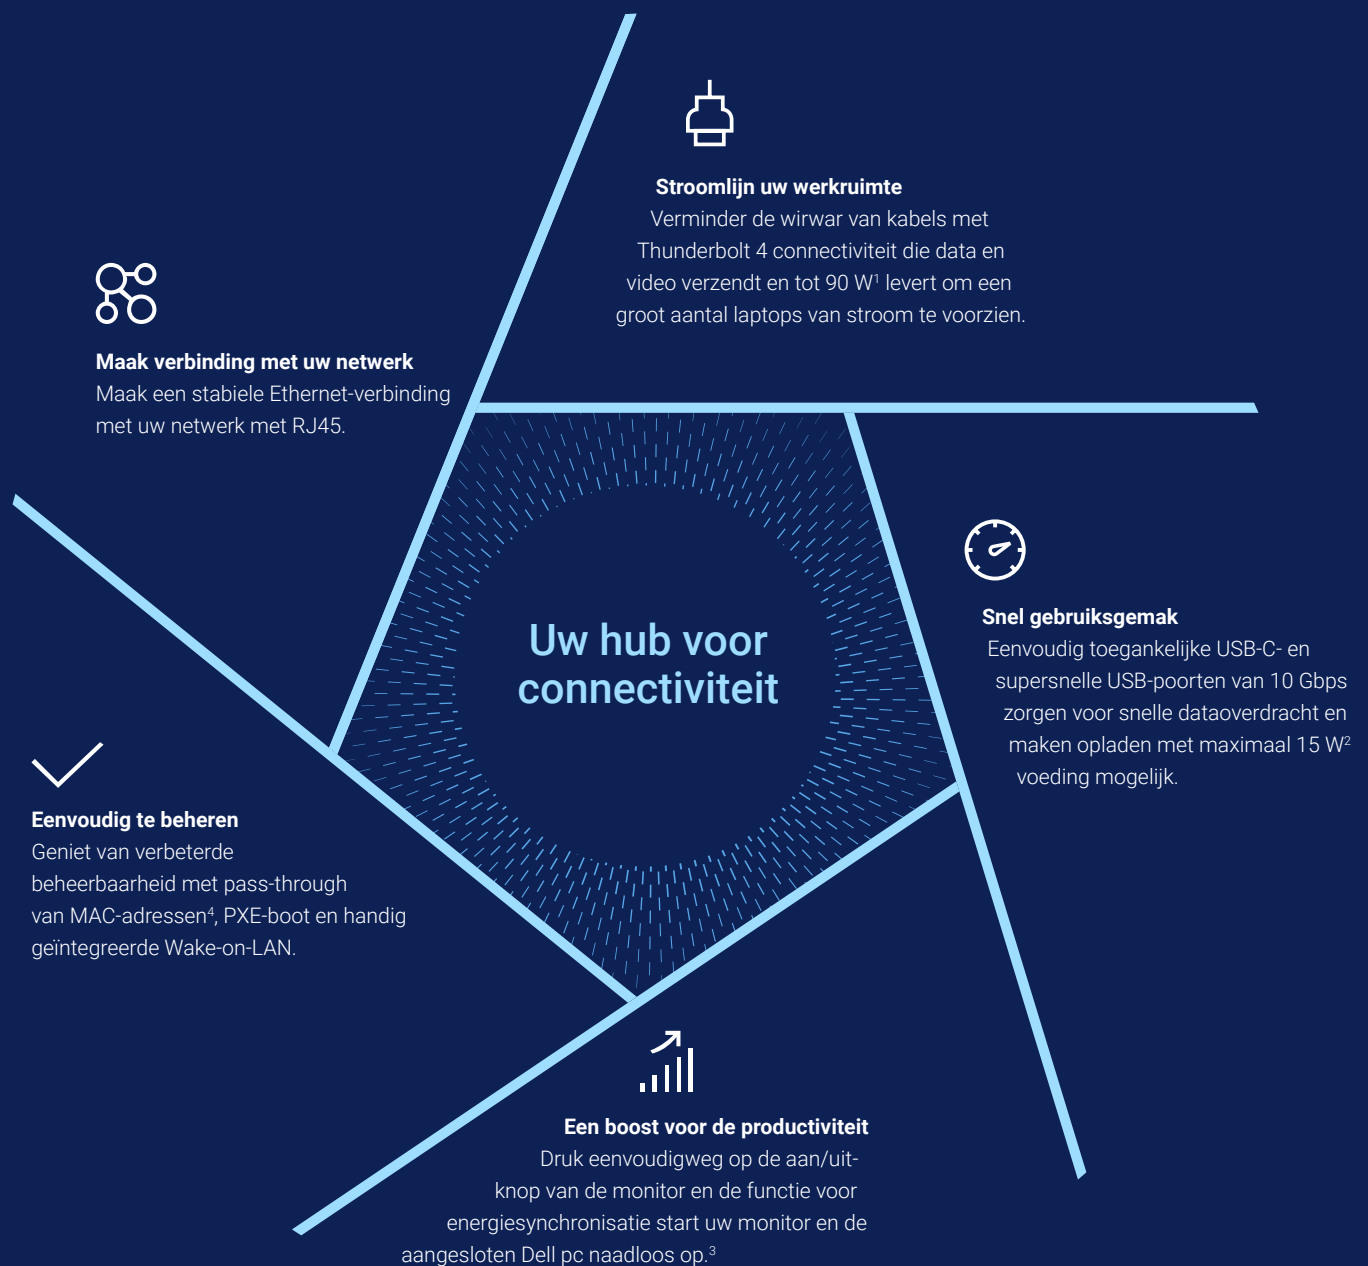 Stroomlijn uw werkruimte
Verminder de wirwar van kabels met
Thunderbolt 4 connectiviteit die data en
video verzendt en tot 90 W¹ levert om een
groot aantal laptops van stroom te voorzien.
Maak verbinding met uw netwerk
Maak een stabiele Ethernet-verbinding
met uw netwerk met RJ45.
Uw hub voor
connectiviteit
Snel gebruiksgemak
Eenvoudig toegankelijke USB-C- en
supersnelle USB-poorten van 10 Gbps
zorgen voor snelle dataoverdracht en
maken opladen met maximaal 15 W²
voeding mogelijk.
Eenvoudig te beheren
Geniet van verbeterde
beheerbaarheid met pass-through
van MAC-adressen⁴, PXE-boot en handig
geïntegreerde Wake-on-LAN.
Een boost voor de productiviteit
Druk eenvoudigweg op de aan/uit-
knop van de monitor en de functie voor
energiesynchronisatie start uw monitor en de
aangesloten Dell pc naadloos op.³